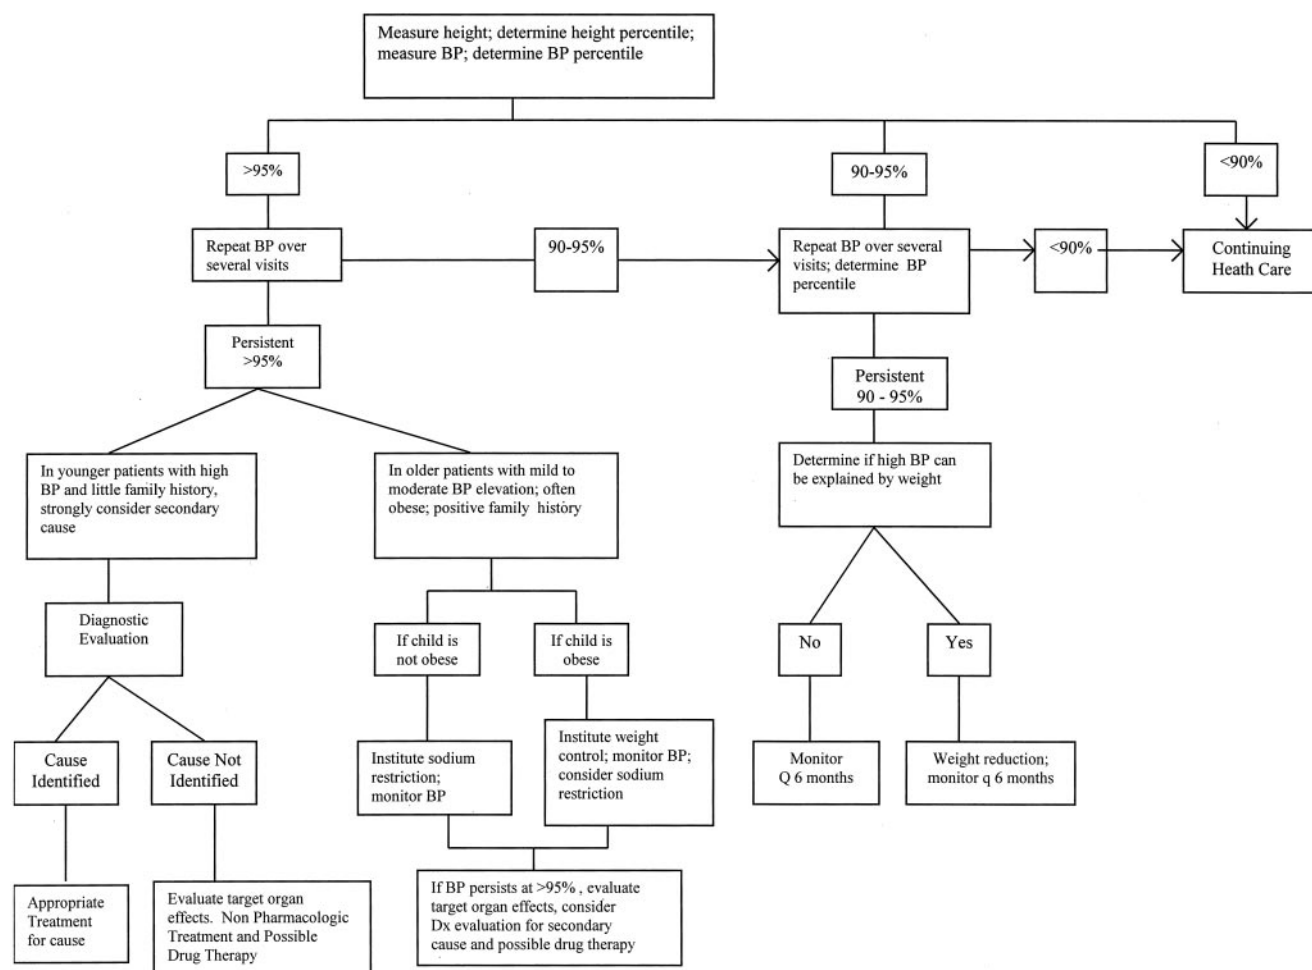 Measure height; determine height percentile;
measure BP; determine BP percentile
>95%
90-95%
<90%
Repeat BP over
several visits
90-95%
Repeat BP over several
visits; determine BP
percentile
<90%
Continuing
Heath Care
Persistent
>95%
Persistent
90 - 95%
In younger patients with high
BP and little family history,
strongly consider secondary
cause
In older patients with mild to
moderate BP elevation; often
obese; positive family history
Determine if high BP can
be explained by weight
Diagnostic
Evaluation
If child is
not obese
If child is
obese
No
Yes
Cause
Identified
Cause Not
Identified
Institute sodium
restriction;
monitor BP
Institute weight
control; monitor BP;
consider sodium
restriction
Monitor
Q 6 months
Weight reduction;
monitor q 6 months
Appropriate
Treatment
for cause
Evaluate target organ
effects. Non Pharmacologic
Treatment and Possible
Drug Therapy
If BP persists at >95% , evaluate
target organ effects, consider
Dx evaluation for secondary
cause and possible drug therapy